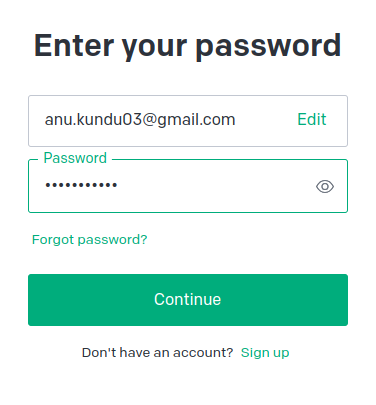 Enter your password
anu.kundu03@gmail.com Edit
Password
•••••••••••
Forgot password?
Continue
Don't have an account? Sign up